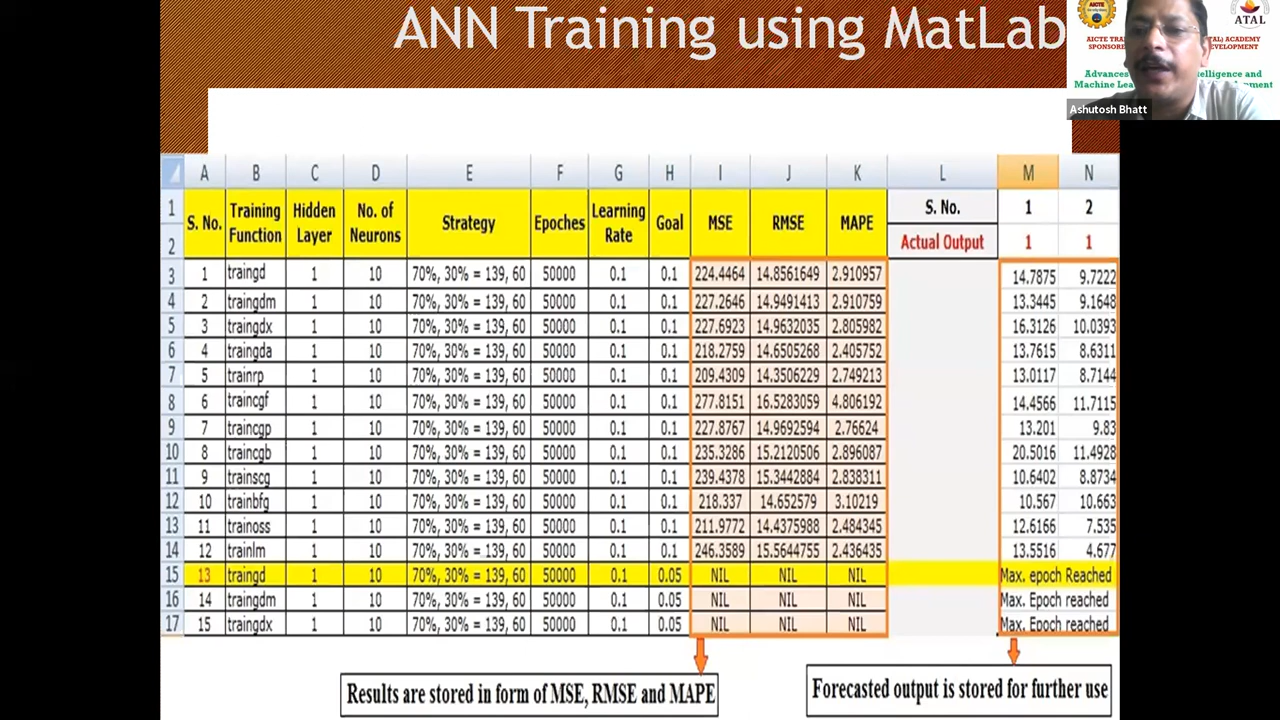 ANN Training using MatLab
AICTE
ATAL
AICTE TRA ATAL) ACADEMY
SPONSORE DEVELOPMENT
Advances telligence and
Machine Lea pment
Ashutosh Bhatt
A B C D E F G H I J K L M N
1 S. No. Training Function Hidden Layer No. of Neurons Strategy Epoches Learning Rate Goal MSE RMSE MAPE S. No. 1 2
2 Actual Output 1 1
3 1 traingd 1 10 70%, 30% = 139, 60 50000 0.1 0.1 224.4464 14.8561649 2.910957 14.7875 9.7222
4 2 traingdm 1 10 70%, 30% = 139, 60 50000 0.1 0.1 227.2646 14.9491413 2.910759 13.3445 9.1648
5 3 traingdx 1 10 70%, 30% = 139, 60 50000 0.1 0.1 227.6923 14.9632035 2.805982 16.3126 10.0393
6 4 traingda 1 10 70%, 30% = 139, 60 50000 0.1 0.1 218.2759 14.6505268 2.405752 13.7615 8.6311
7 5 trainrp 1 10 70%, 30% = 139, 60 50000 0.1 0.1 209.4309 14.3506229 2.749213 13.0117 8.7144
8 6 traincgf 1 10 70%, 30% = 139, 60 50000 0.1 0.1 277.8151 16.5283059 4.806192 14.4566 11.7115
9 7 traincgp 1 10 70%, 30% = 139, 60 50000 0.1 0.1 227.8767 14.9692594 2.76624 13.201 9.83
10 8 traincgb 1 10 70%, 30% = 139, 60 50000 0.1 0.1 235.3286 15.2120506 2.896087 20.5016 11.4928
11 9 trainscg 1 10 70%, 30% = 139, 60 50000 0.1 0.1 239.4378 15.3442884 2.838311 10.6402 8.8734
12 10 trainbfg 1 10 70%, 30% = 139, 60 50000 0.1 0.1 218.337 14.652579 3.10219 10.567 10.663
13 11 trainoss 1 10 70%, 30% = 139, 60 50000 0.1 0.1 211.9772 14.4375988 2.484345 12.6166 7.535
14 12 trainlm 1 10 70%, 30% = 139, 60 50000 0.1 0.1 246.3589 15.5644755 2.436435 13.5516 4.677
15 13 traingd 1 10 70%, 30% = 139, 60 50000 0.1 0.05 NIL NIL NIL Max. epoch Reached
16 14 traingdm 1 10 70%, 30% = 139, 60 50000 0.1 0.05 NIL NIL NIL Max. Epoch reached
17 15 traingdx 1 10 70%, 30% = 139, 60 50000 0.1 0.05 NIL NIL NIL Max. Epoch reached
Results are stored in form of MSE, RMSE and MAPE
Forecasted output is stored for further use